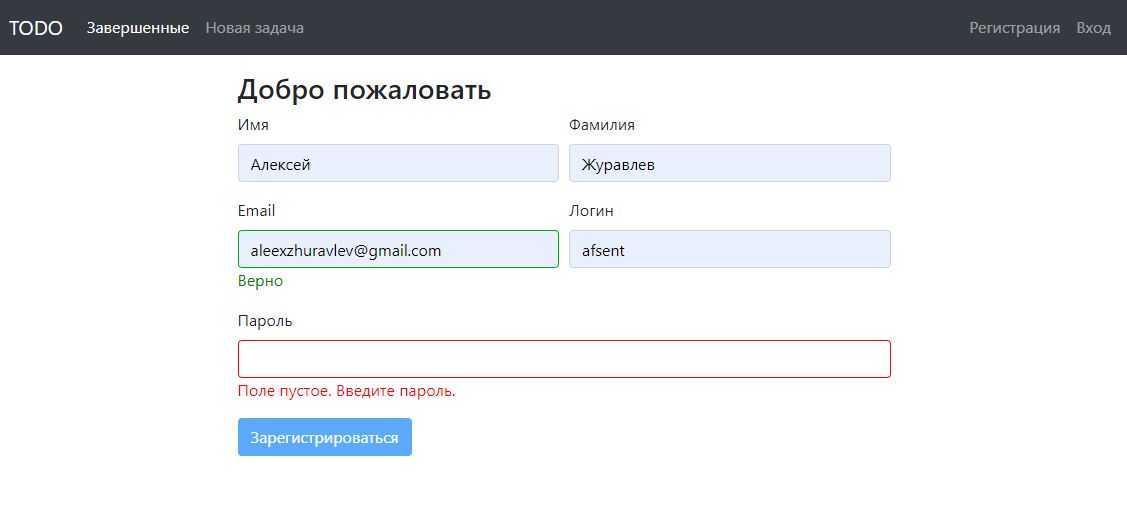 TODO Завершенные Новая задача Регистрация Вход
Добро пожаловать
Имя Фамилия
Алексей Журавлев
Email Логин
aleexzhuravlev@gmail.com afsent
Верно
Пароль
Поле пустое. Введите пароль.
Зарегистрироваться